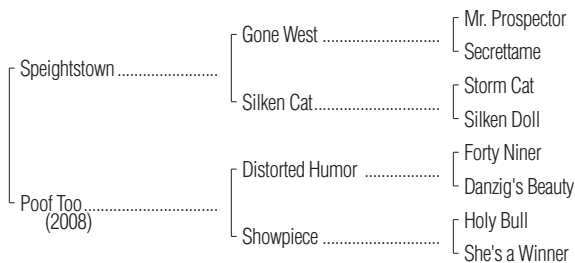 Mr. Prospector
Gone West
Secrettame
Speightstown
Storm Cat
Silken Cat
Silken Doll
Forty Niner
Distorted Humor
Danzig's Beauty
Poof Too
(2008)
Holy Bull
Showpiece
She's a Winner